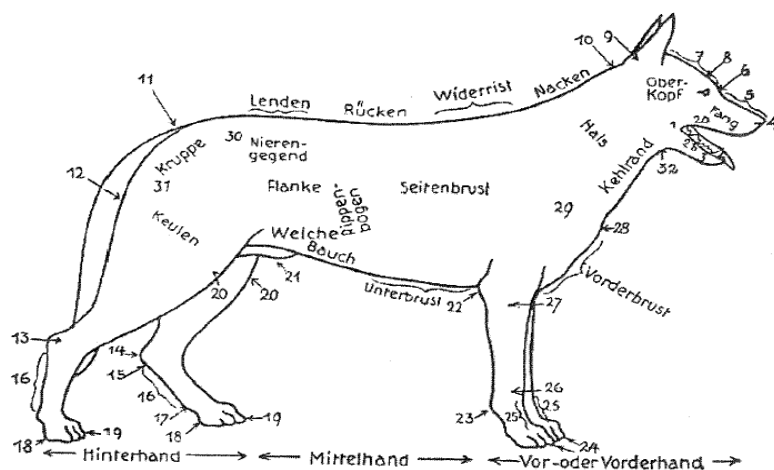 10
9
7
8
6
5
11
Lenden
Rücken
Widerrist
Nacken
Ober-
Kopf
Fang
30
Nieren-
gegend
Kruppe
31
12
Flanke
Rippen-
bogen
Seitenbrust
Hals
Kehlrand
32
29
28
Keulen
Weiche
Bauch
21
20
20
Unterbrust
22
27
Vorderbrust
13
14
15
16
16
17
18
19
18
19
23
26
25
25
24
Hinterhand
Mittelhand
Vor-oder Vorderhand